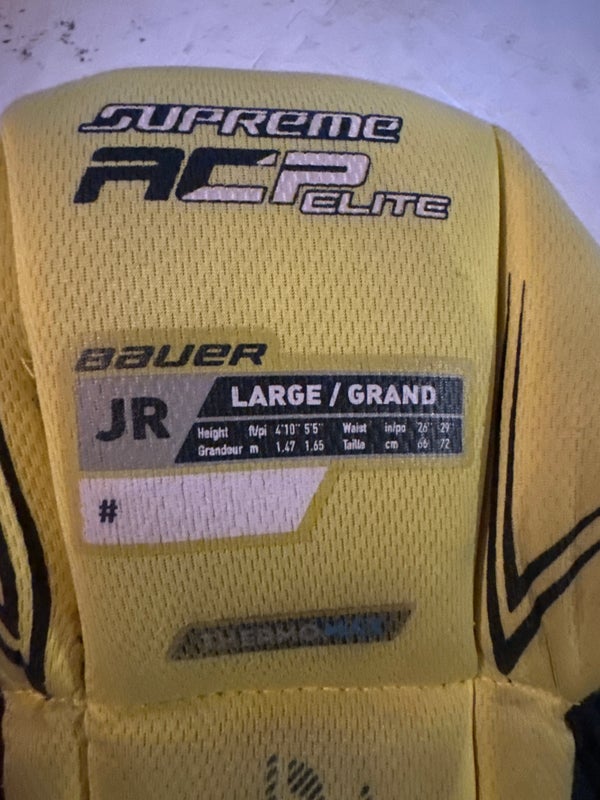 SUPREME
ACP
ELITE
BAUER
JR
LARGE / GRAND
Height ft/pi 4'10" 5'5" Waist in/po 26" 29"
Grandeur m 1.47 1.65 Taille cm 66 72
#
THERMOMAX